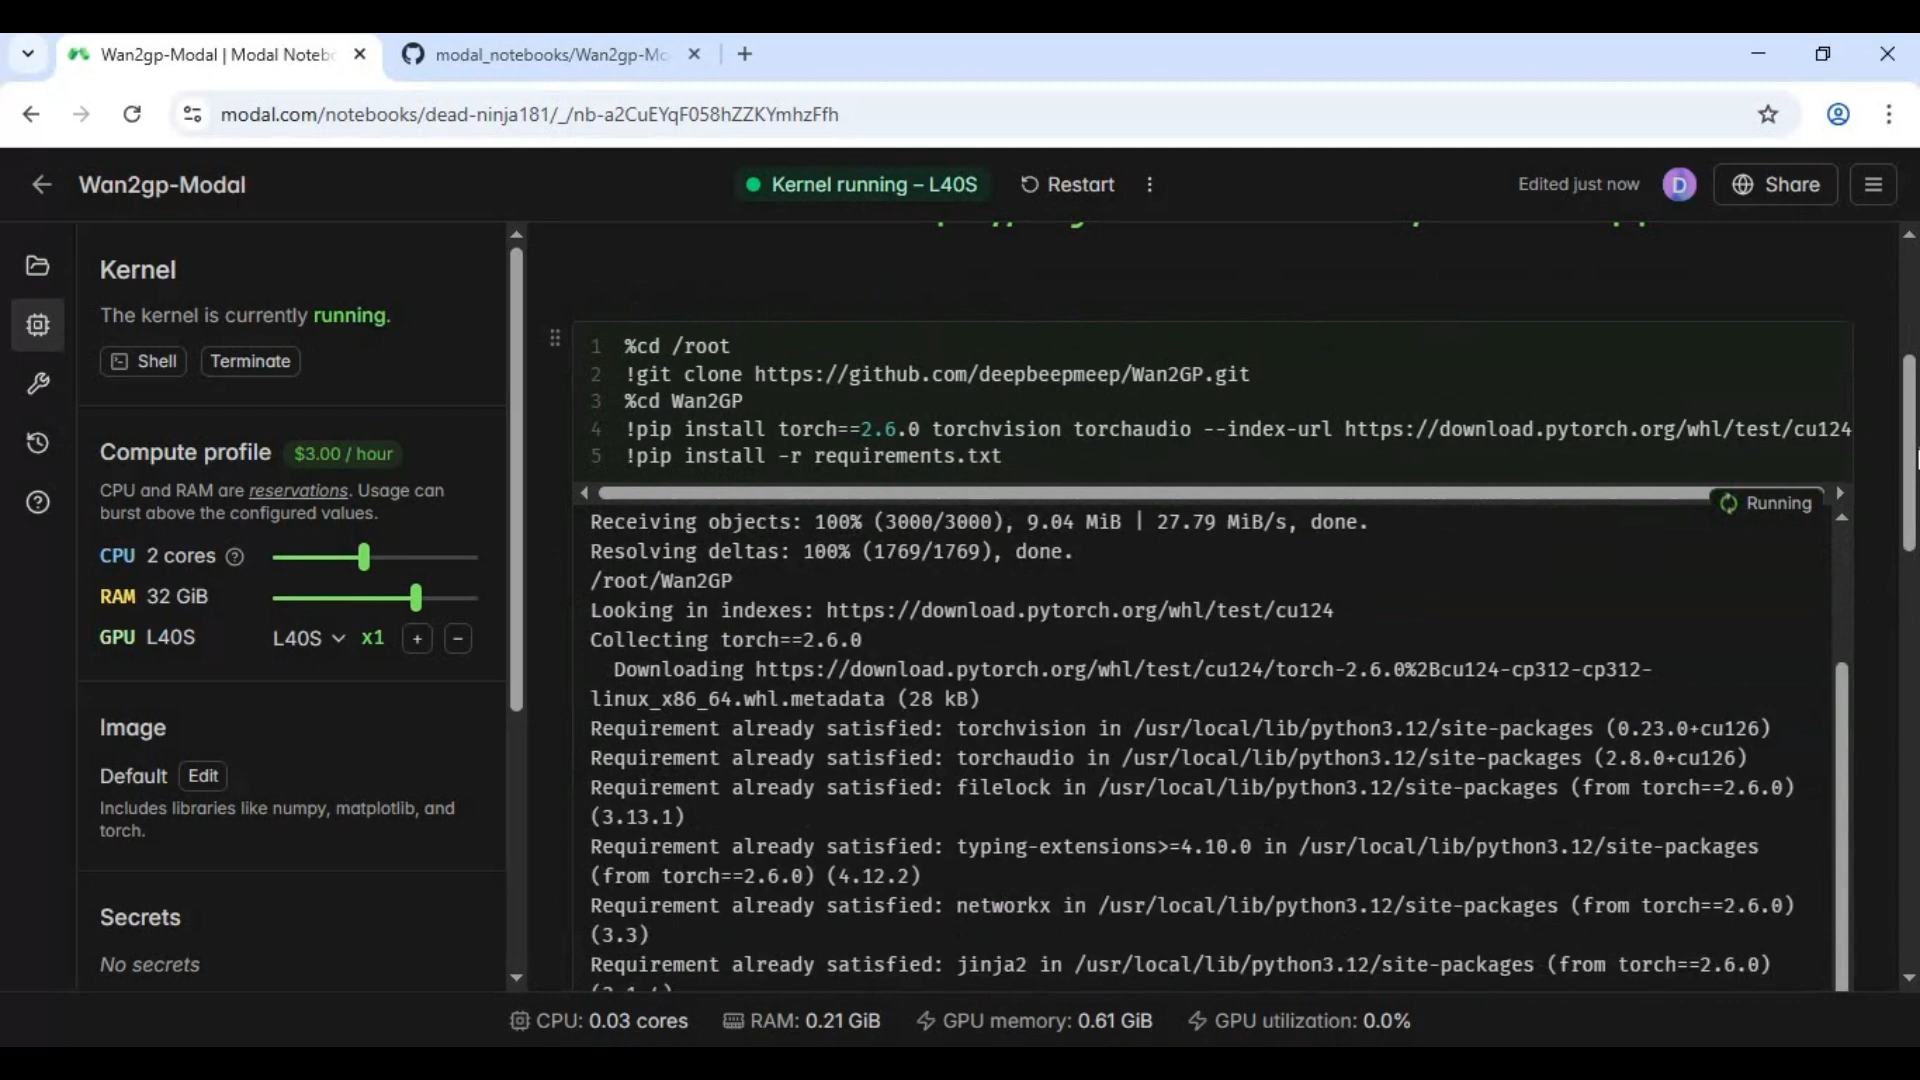 Wan2gp-Modal | Modal Notebo
modal_notebooks/Wan2gp-Mo
modal.com/notebooks/dead-ninja181/_/nb-a2CuEYqF058hZZKYmhzFfh
Wan2gp-Modal
Kernel running – L40S
Restart
Edited just now
D
Share
Kernel
The kernel is currently running.
Shell
Terminate
Compute profile $3.00 / hour
CPU and RAM are reservations. Usage can
burst above the configured values.
CPU 2 cores
RAM 32 GiB
GPU L40S L40S x1 + -
Image
Default Edit
Includes libraries like numpy, matplotlib, and
torch.
Secrets
No secrets
1 %cd /root
2 !git clone https://github.com/deepbeepmeep/Wan2GP.git
3 %cd Wan2GP
4 !pip install torch==2.6.0 torchvision torchaudio --index-url https://download.pytorch.org/whl/test/cu124
5 !pip install -r requirements.txt
Running
Receiving objects: 100% (3000/3000), 9.04 MiB | 27.79 MiB/s, done.
Resolving deltas: 100% (1769/1769), done.
/root/Wan2GP
Looking in indexes: https://download.pytorch.org/whl/test/cu124
Collecting torch==2.6.0
Downloading https://download.pytorch.org/whl/test/cu124/torch-2.6.0%2Bcu124-cp312-cp312-
linux_x86_64.whl.metadata (28 kB)
Requirement already satisfied: torchvision in /usr/local/lib/python3.12/site-packages (0.23.0+cu126)
Requirement already satisfied: torchaudio in /usr/local/lib/python3.12/site-packages (2.8.0+cu126)
Requirement already satisfied: filelock in /usr/local/lib/python3.12/site-packages (from torch==2.6.0)
(3.13.1)
Requirement already satisfied: typing-extensions>=4.10.0 in /usr/local/lib/python3.12/site-packages
(from torch==2.6.0) (4.12.2)
Requirement already satisfied: networkx in /usr/local/lib/python3.12/site-packages (from torch==2.6.0)
(3.3)
Requirement already satisfied: jinja2 in /usr/local/lib/python3.12/site-packages (from torch==2.6.0)
CPU: 0.03 cores
RAM: 0.21 GiB
GPU memory: 0.61 GiB
GPU utilization: 0.0%